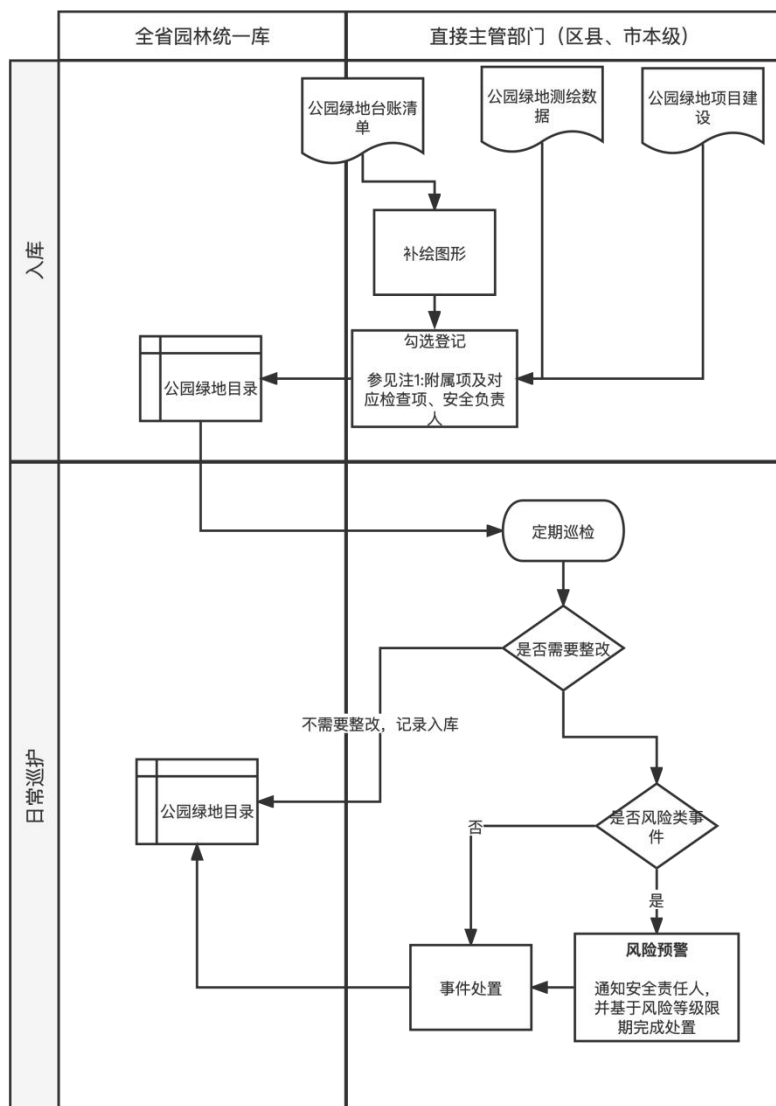 全省园林统一库
直接主管部门（区县、市本级）
入库
公园绿地台账清
单
公园绿地测绘数
据
公园绿地项目建
设
补绘图形
勾选登记
参见注1:附属项及对
应检查项、安全负责
人
公园绿地目录
日常巡护
定期巡检
是否需要整改
不需要整改，记录入库
公园绿地目录
是否风险类事
件
否
是
风险预警
通知安全责任人，
并基于风险等级限
期完成处置
事件处置